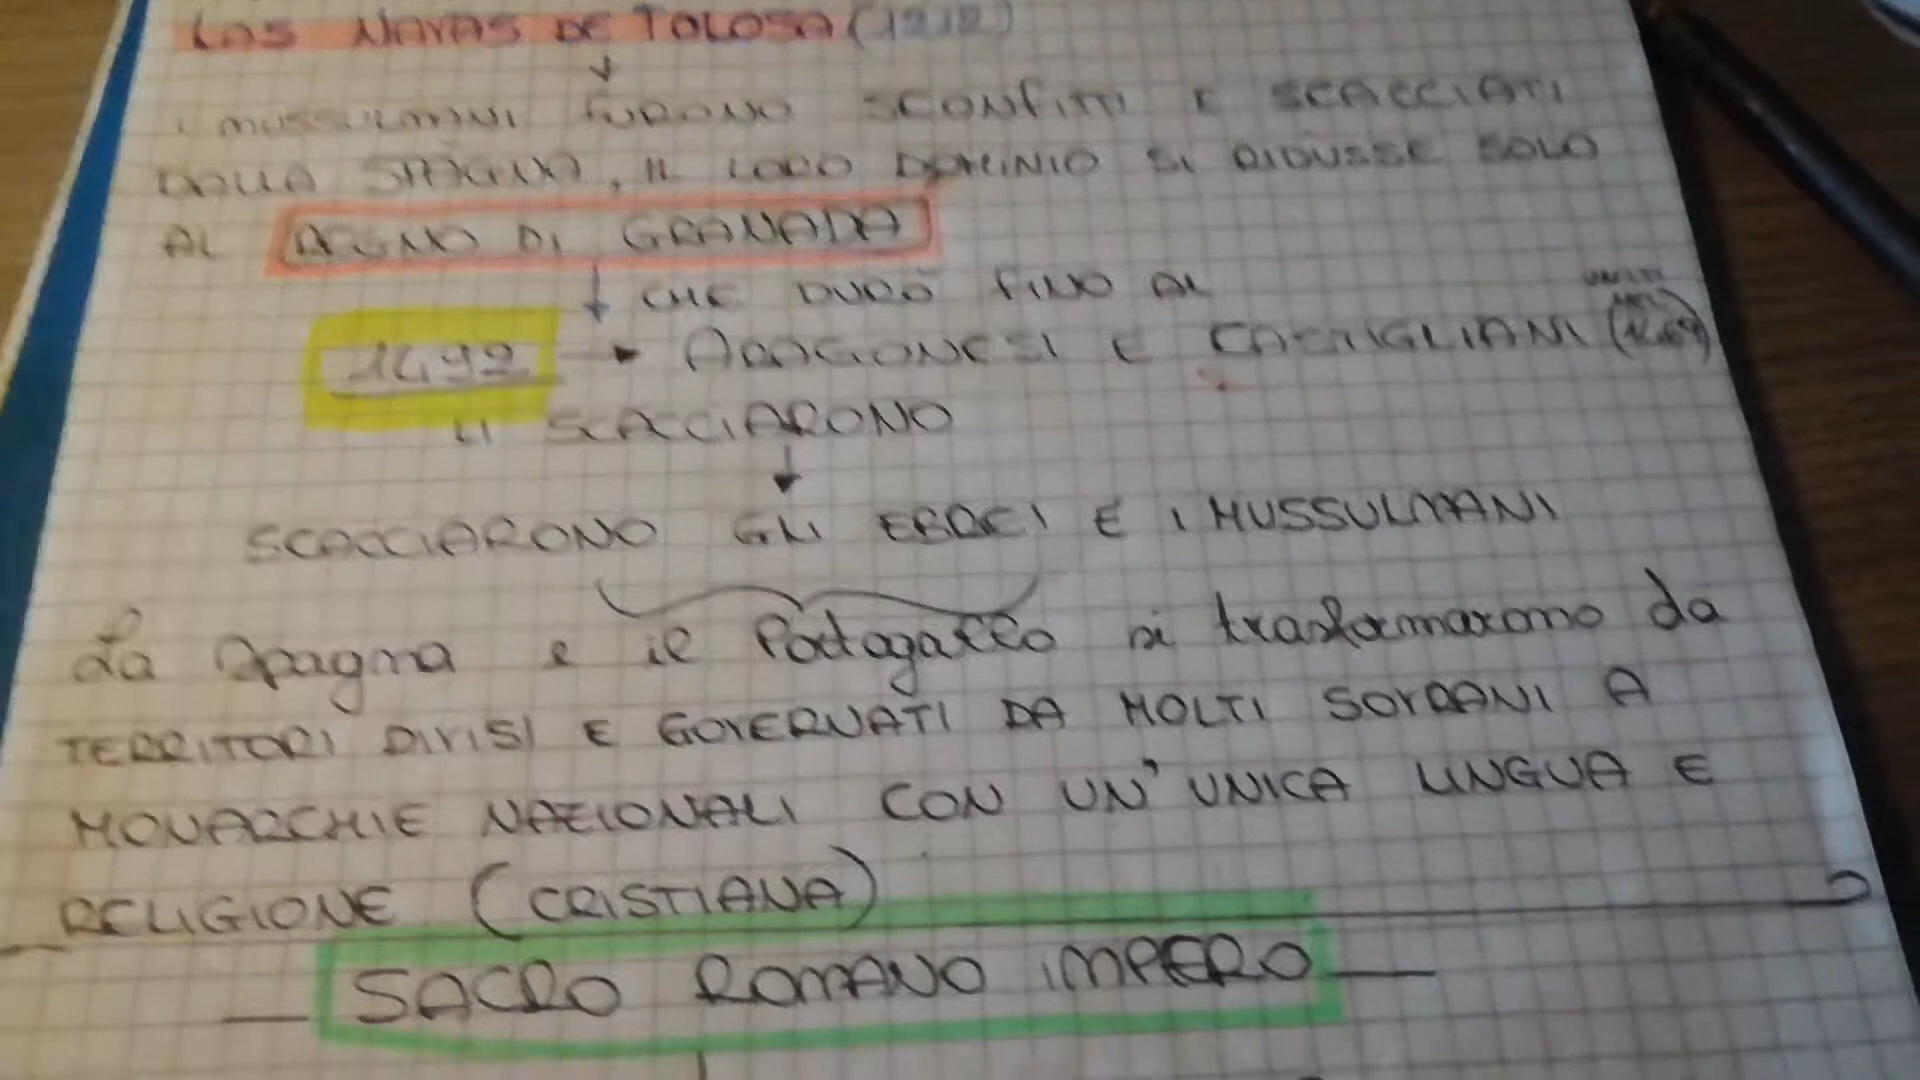 LAS NAVAS DE TOLOSA (1212)
I MUSSULMANI FURONO SCONFITTI E SCACCIATI
DALLA SPAGNA, IL LORO DOMINIO SI RIDUSSE SOLO
AL REGNO DI GRANADA
CHE DURÒ FINO AL
UNITI
1492 ARAGONESI E CASTIGLIANI (NEL 1469)
LI SCACCIARONO
SCACCIARONO GLI EBREI E I MUSSULMANI
La Spagna e il Portogallo si trasformarono da
TERRITORI DIVISI E GOVERNATI DA MOLTI SOVRANI A
MONARCHIE NAZIONALI CON UN'UNICA LINGUA E
RELIGIONE (CRISTIANA)
SACRO ROMANO IMPERO